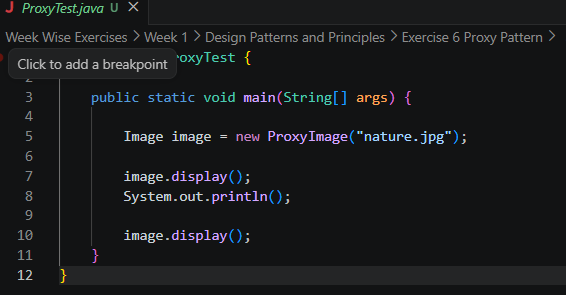 J ProxyTest.java U ×
Week Wise Exercises > Week 1 > Design Patterns and Principles > Exercise 6 Proxy Pattern >
Click to add a breakpoint
roxyTest {
3 public static void main(String[] args) {
4
5 Image image = new ProxyImage("nature.jpg");
6
7 image.display();
8 System.out.println();
9
10 image.display();
11 }
12 }